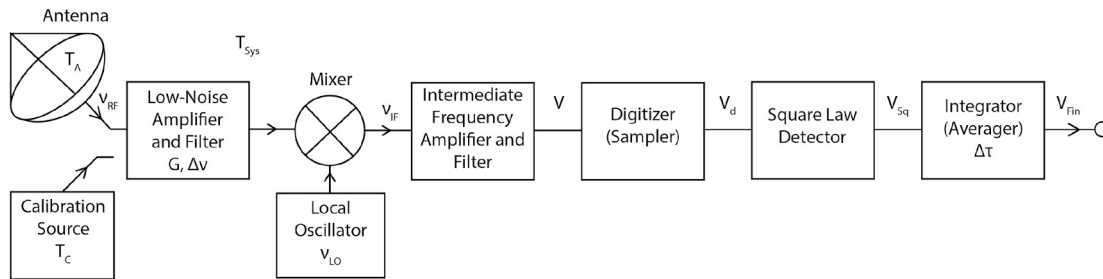 Antenna
T_A
ν_RF
Calibration
Source
T_C
Low-Noise
Amplifier
and Filter
G, Δν
T_Sys
Mixer
Local
Oscillator
ν_LO
ν_IF
Intermediate
Frequency
Amplifier and
Filter
V
Digitizer
(Sampler)
V_d
Square Law
Detector
V_Sq
Integrator
(Averager)
Δτ
V_Fin